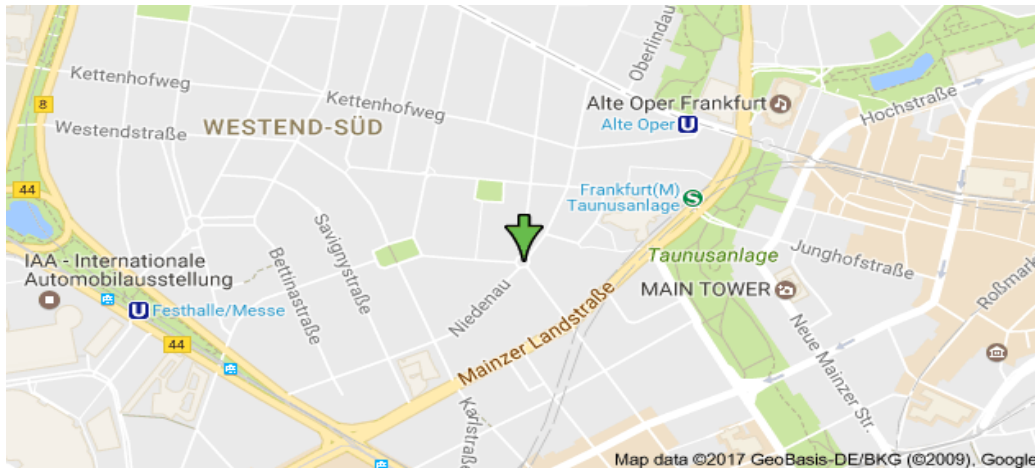 Oberlindau
Kettenhofweg
Kettenhofweg
8
Alte Oper Frankfurt
Alte Oper U
Hochstraße
Westendstraße
WESTEND-SÜD
44
Frankfurt(M)
Taunusanlage
S
Savignystraße
Bettinastraße
Taunusanlage
Junghofstraße
IAA - Internationale
Automobilausstellung
MAIN TOWER
Roßmark
U Festhalle/Messe
Niedenau
Mainzer Landstraße
Neue Mainzer Str.
44
Karlstraße
Map data ©2017 GeoBasis-DE/BKG (©2009), Google